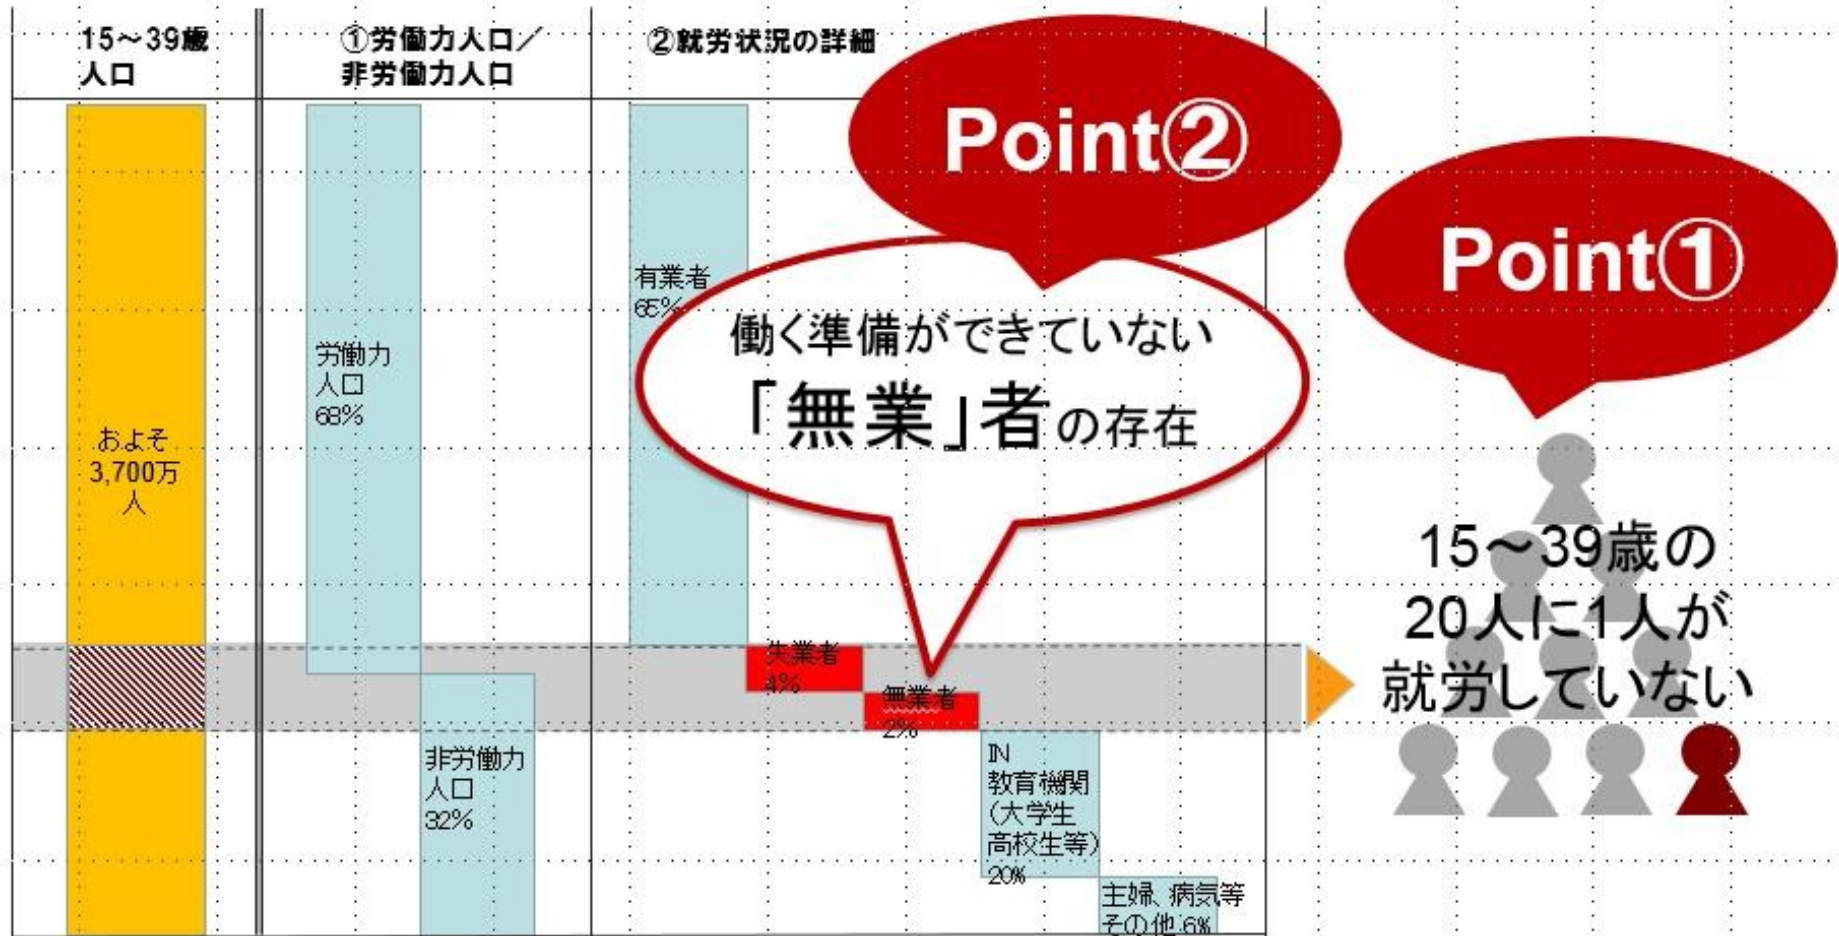 15～39歳
人口
①労働力人口／
非労働力人口
②就労状況の詳細
およそ
3,700万
人
労働力
人口
68%
非労働力
人口
32%
有業者
65%
失業者
4%
無業者
2%
IN
教育機関
（大学生
高校生等）
20%
主婦、病気等
その他 6%
Point②
働く準備ができていない
「無業」者の存在
Point①
15～39歳の
20人に1人が
就労していない